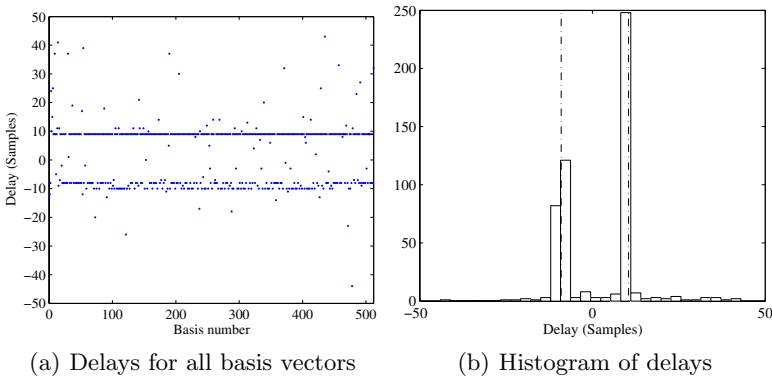 50
40
30
20
10
0
−10
−20
−30
−40
−50
0 100 200 300 400 500
Delay (Samples)
Basis number
(a) Delays for all basis vectors
250
200
150
100
50
0
−50 0 50
Delay (Samples)
(b) Histogram of delays